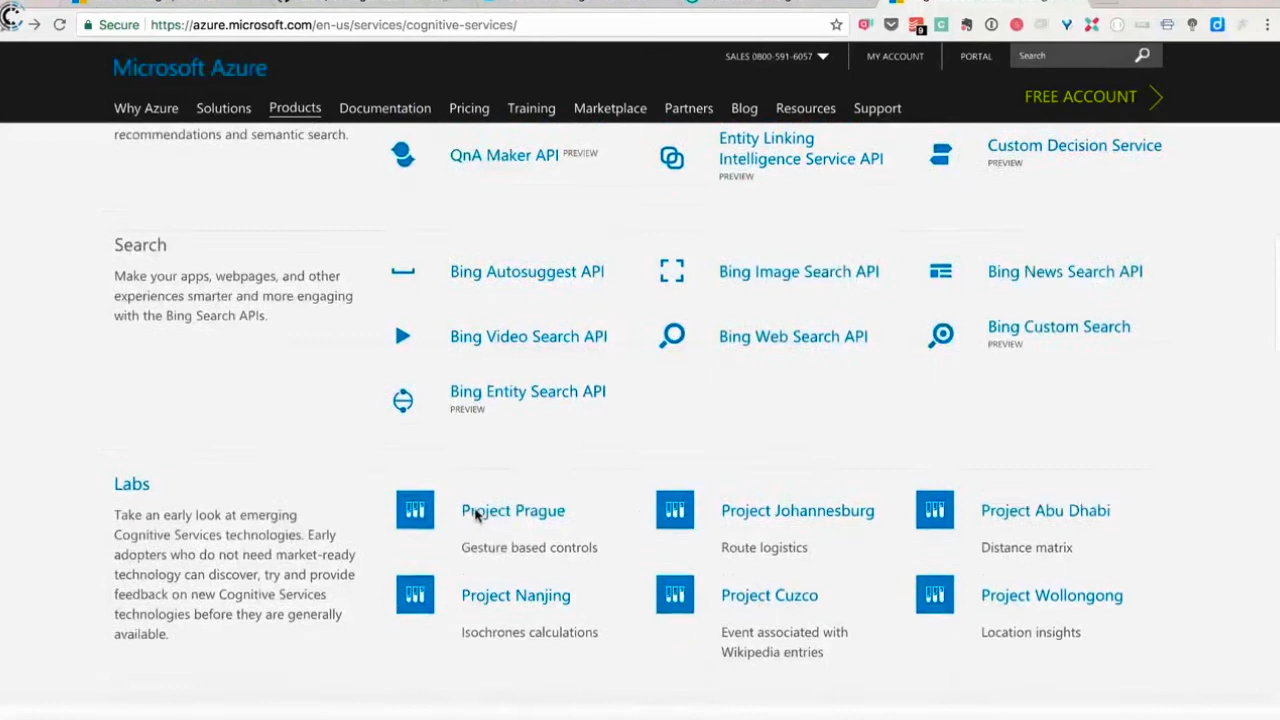 Secure
https://azure.microsoft.com/en-us/services/cognitive-services/
9
Microsoft Azure
SALES 0800-591-6057
MY ACCOUNT
PORTAL
Search
FREE ACCOUNT
Why Azure
Solutions
Products
Documentation
Pricing
Training
Marketplace
Partners
Blog
Resources
Support
recommendations and semantic search.
QnA Maker API PREVIEW
Entity Linking
Intelligence Service API
PREVIEW
Custom Decision Service
PREVIEW
Search
Make your apps, webpages, and other
experiences smarter and more engaging
with the Bing Search APIs.
Bing Autosuggest API
Bing Image Search API
Bing News Search API
Bing Video Search API
Bing Web Search API
Bing Custom Search
PREVIEW
Bing Entity Search API
PREVIEW
Labs
Take an early look at emerging
Cognitive Services technologies. Early
adopters who do not need market-ready
technology can discover, try and provide
feedback on new Cognitive Services
technologies before they are generally
available.
Project Prague
Gesture based controls
Project Johannesburg
Route logistics
Project Abu Dhabi
Distance matrix
Project Nanjing
Isochrones calculations
Project Cuzco
Event associated with
Wikipedia entries
Project Wollongong
Location insights